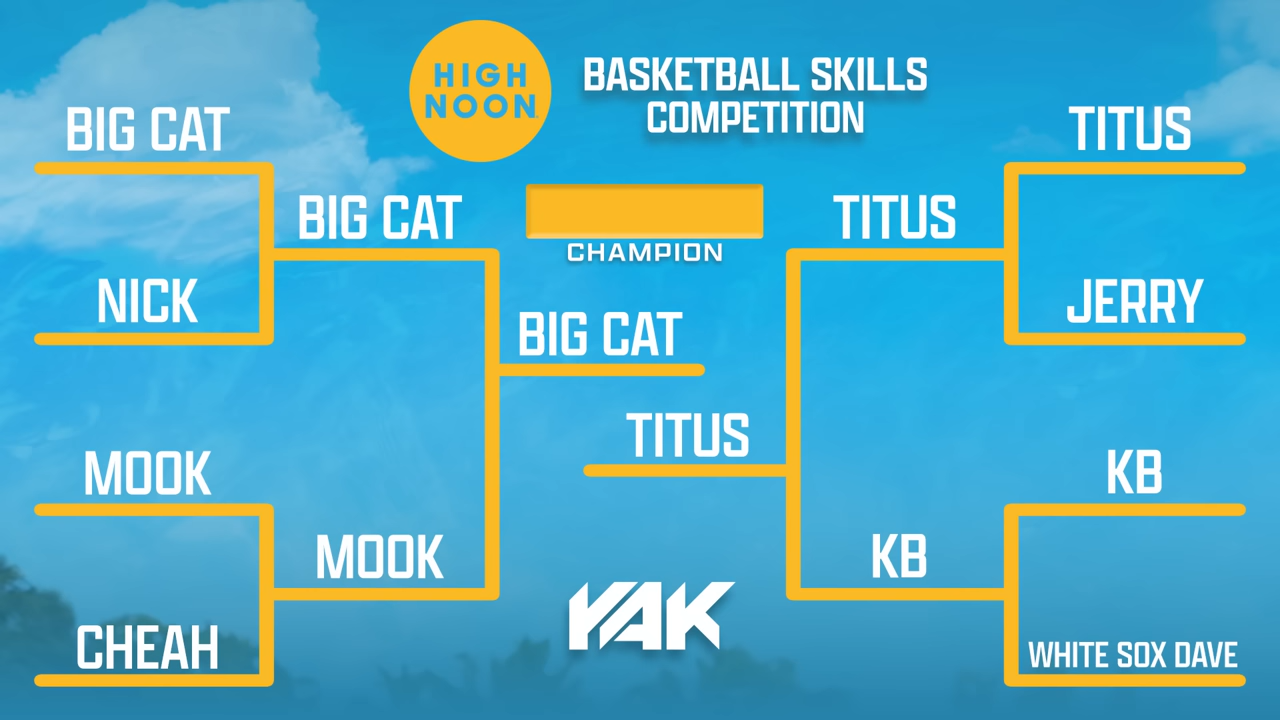 HIGH
NOON
BASKETBALL SKILLS
COMPETITION
CHAMPION
BIG CAT
NICK
MOOK
CHEAH
BIG CAT
MOOK
BIG CAT
TITUS
TITUS
KB
TITUS
JERRY
KB
WHITE SOX DAVE
YAK